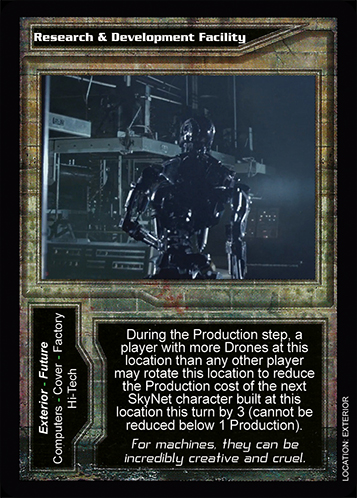 Research & Development Facility
Exterior - Future
Computers - Cover - Factory
Hi-Tech
During the Production step, a
player with more Drones at this
location than any other player
may rotate this location to reduce
the Production cost of the next
SkyNet character built at this
location this turn by 3 (cannot be
reduced below 1 Production).
For machines, they can be
incredibly creative and cruel.
LOCATION: EXTERIOR